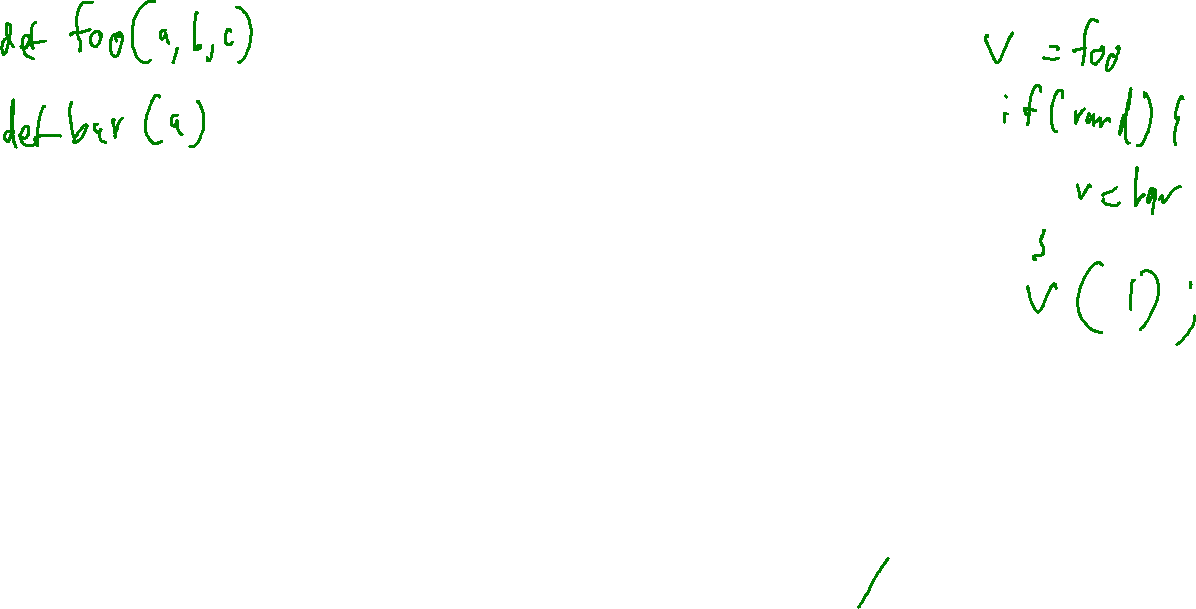 def foo(a, b, c)
def bar (a)
v = foo
if (rand) {
v = bar
}
v(1);